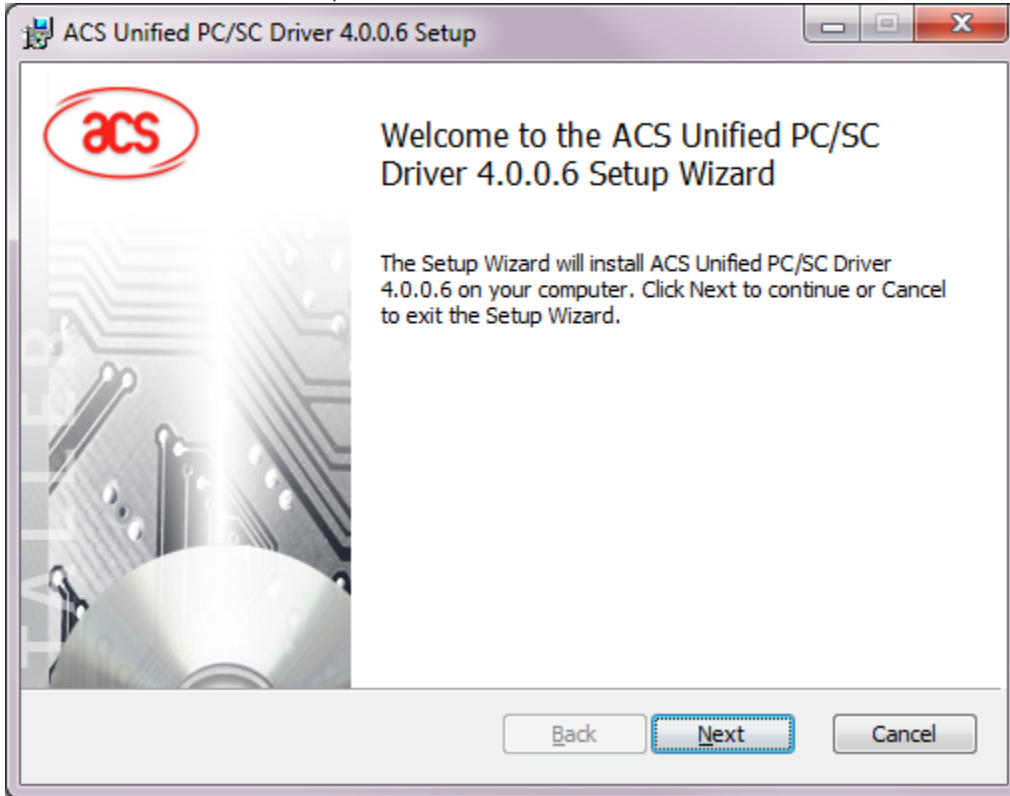 ACS Unified PC/SC Driver 4.0.0.6 Setup
acs
Welcome to the ACS Unified PC/SC
Driver 4.0.0.6 Setup Wizard
The Setup Wizard will install ACS Unified PC/SC Driver
4.0.0.6 on your computer. Click Next to continue or Cancel
to exit the Setup Wizard.
TALLER
Back
Next
Cancel